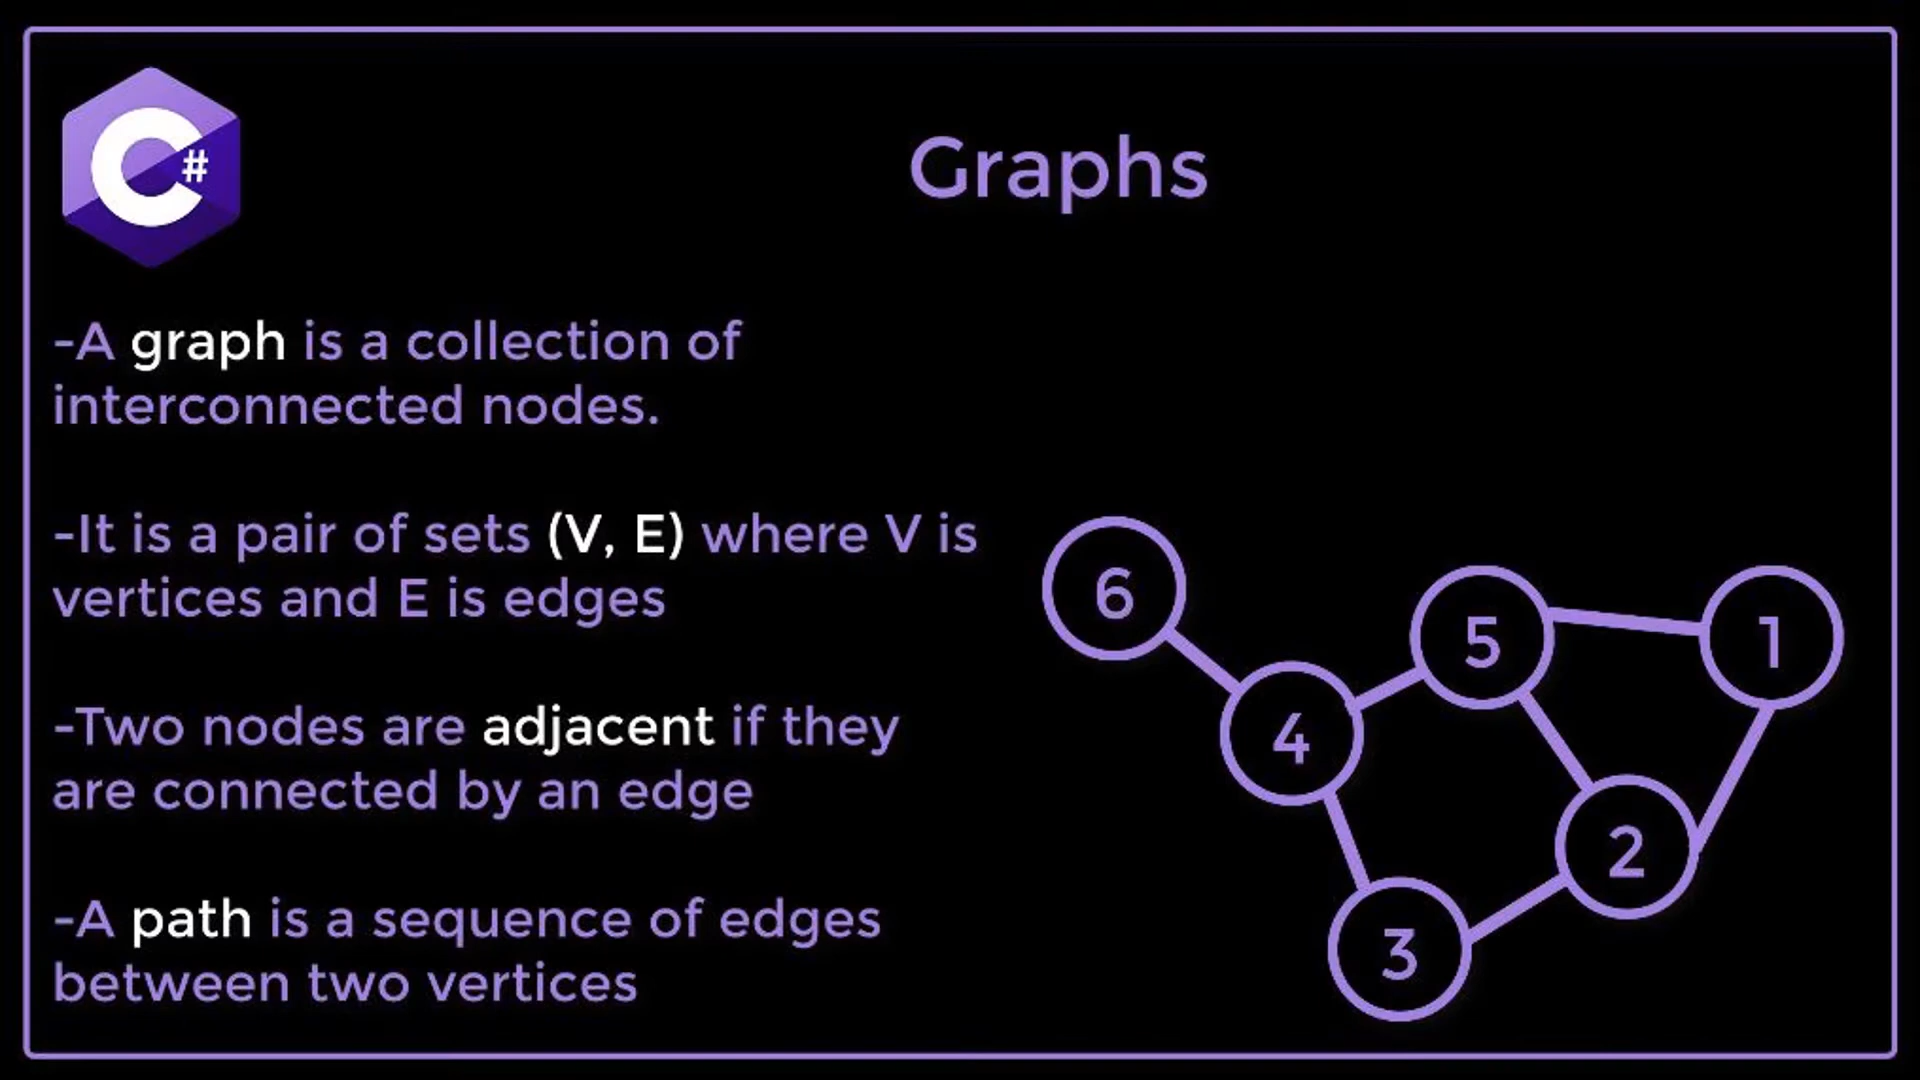 C#
Graphs
-A graph is a collection of
interconnected nodes.
-It is a pair of sets (V, E) where V is
vertices and E is edges
-Two nodes are adjacent if they
are connected by an edge
-A path is a sequence of edges
between two vertices
6
5
1
4
2
3